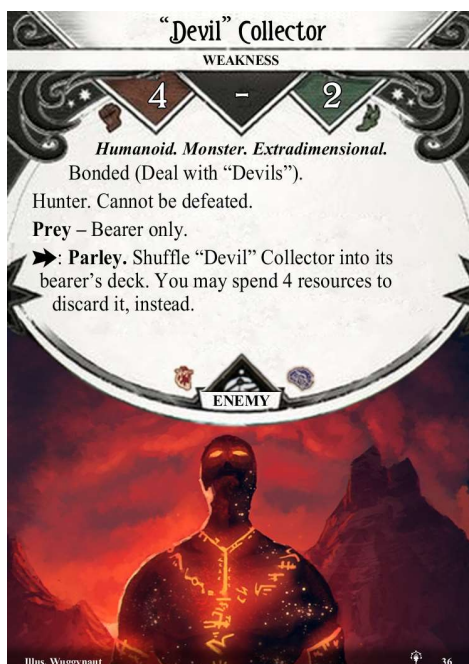 “Devil” Collector
WEAKNESS
4 - 2
Humanoid. Monster. Extradimensional.
Bonded (Deal with “Devils”).
Hunter. Cannot be defeated.
Prey – Bearer only.
: Parley. Shuffle “Devil” Collector into its
bearer's deck. You may spend 4 resources to
discard it, instead.
ENEMY
Illus. Wuggynaut
36